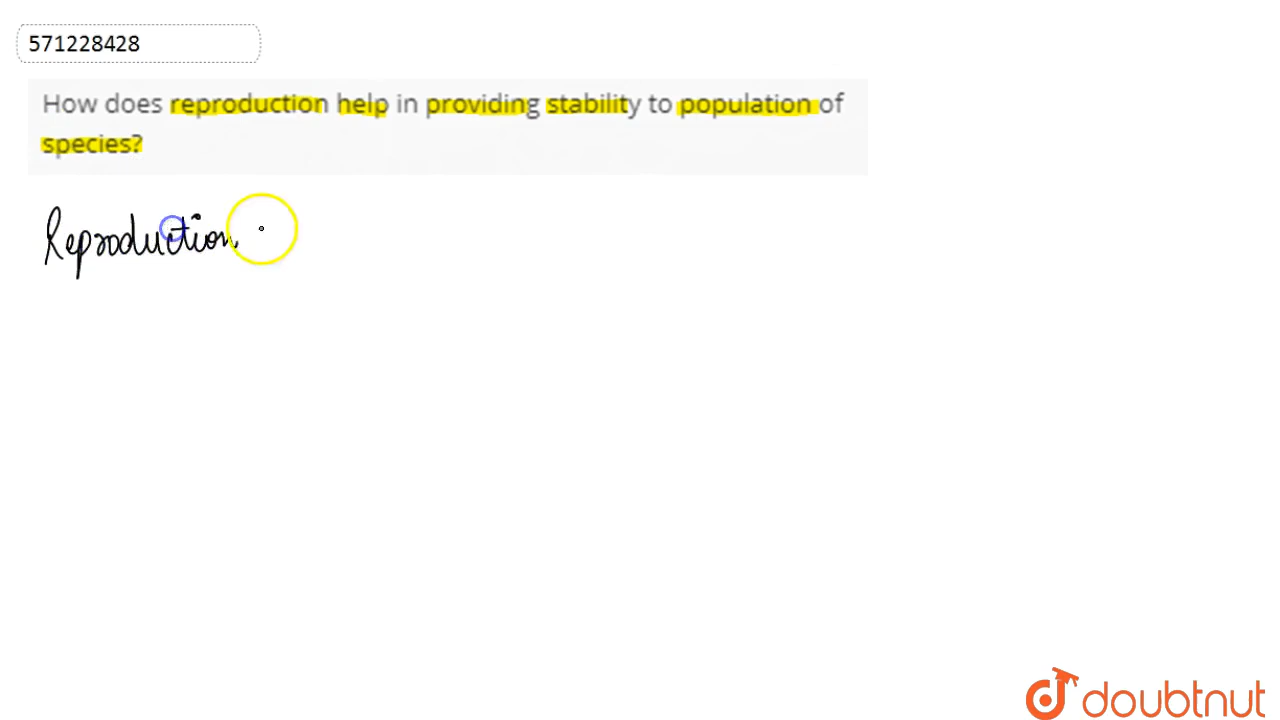 571228428
How does reproduction help in providing stability to population of
species?
Reproduction
doubtnut